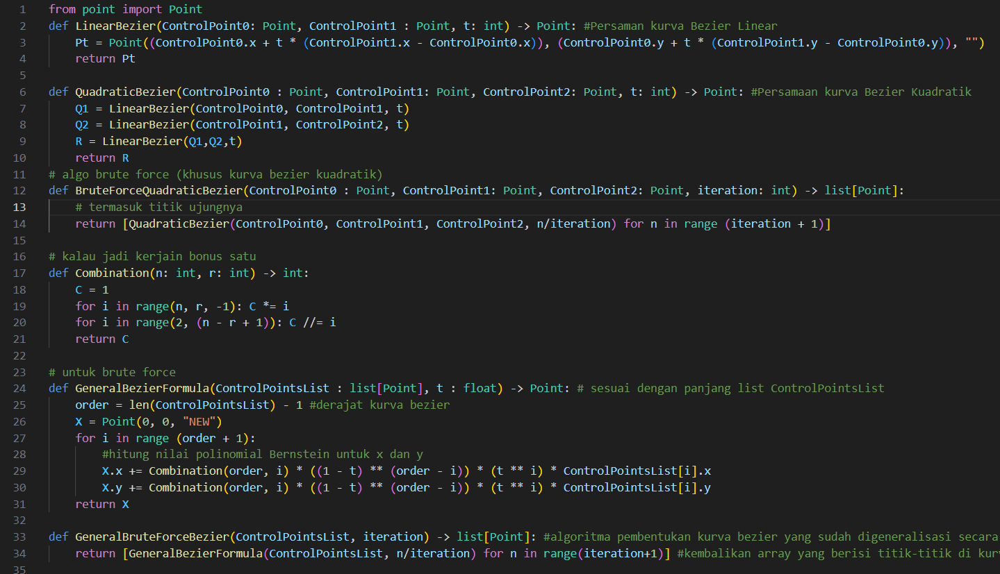 1 from point import Point
2 def LinearBezier(ControlPoint0: Point, ControlPoint1 : Point, t: int) -> Point: #Persaman kurva Bezier Linear
3     Pt = Point((ControlPoint0.x + t * (ControlPoint1.x - ControlPoint0.x)), (ControlPoint0.y + t * (ControlPoint1.y - ControlPoint0.y)), "")
4     return Pt
5
6 def QuadraticBezier(ControlPoint0 : Point, ControlPoint1: Point, ControlPoint2: Point, t: int) -> Point: #Persamaan kurva Bezier Kuadratik
7     Q1 = LinearBezier(ControlPoint0, ControlPoint1, t)
8     Q2 = LinearBezier(ControlPoint1, ControlPoint2, t)
9     R = LinearBezier(Q1,Q2,t)
10     return R
11 # algo brute force (khusus kurva bezier kuadratik)
12 def BruteForceQuadraticBezier(ControlPoint0 : Point, ControlPoint1: Point, ControlPoint2: Point, iteration: int) -> list[Point]:
13     # termasuk titik ujungnya
14     return [QuadraticBezier(ControlPoint0, ControlPoint1, ControlPoint2, n/iteration) for n in range (iteration + 1)]
15
16 # kalau jadi kerjain bonus satu
17 def Combination(n: int, r: int) -> int:
18     C = 1
19     for i in range(n, r, -1): C *= i
20     for i in range(2, (n - r + 1)): C //= i
21     return C
22
23 # untuk brute force
24 def GeneralBezierFormula(ControlPointsList : list[Point], t : float) -> Point: # sesuai dengan panjang list ControlPointsList
25     order = len(ControlPointsList) - 1 #derajat kurva bezier
26     X = Point(0, 0, "NEW")
27     for i in range (order + 1):
28         #hitung nilai polinomial Bernstein untuk x dan y
29         X.x += Combination(order, i) * ((1 - t) ** (order - i)) * (t ** i) * ControlPointsList[i].x
30         X.y += Combination(order, i) * ((1 - t) ** (order - i)) * (t ** i) * ControlPointsList[i].y
31     return X
32
33 def GeneralBruteForceBezier(ControlPointsList, iteration) -> list[Point]: #algoritma pembentukan kurva bezier yang sudah digeneralisasi secara
34     return [GeneralBezierFormula(ControlPointsList, n/iteration) for n in range(iteration+1)] #kembalikan array yang berisi titik-titik di
35